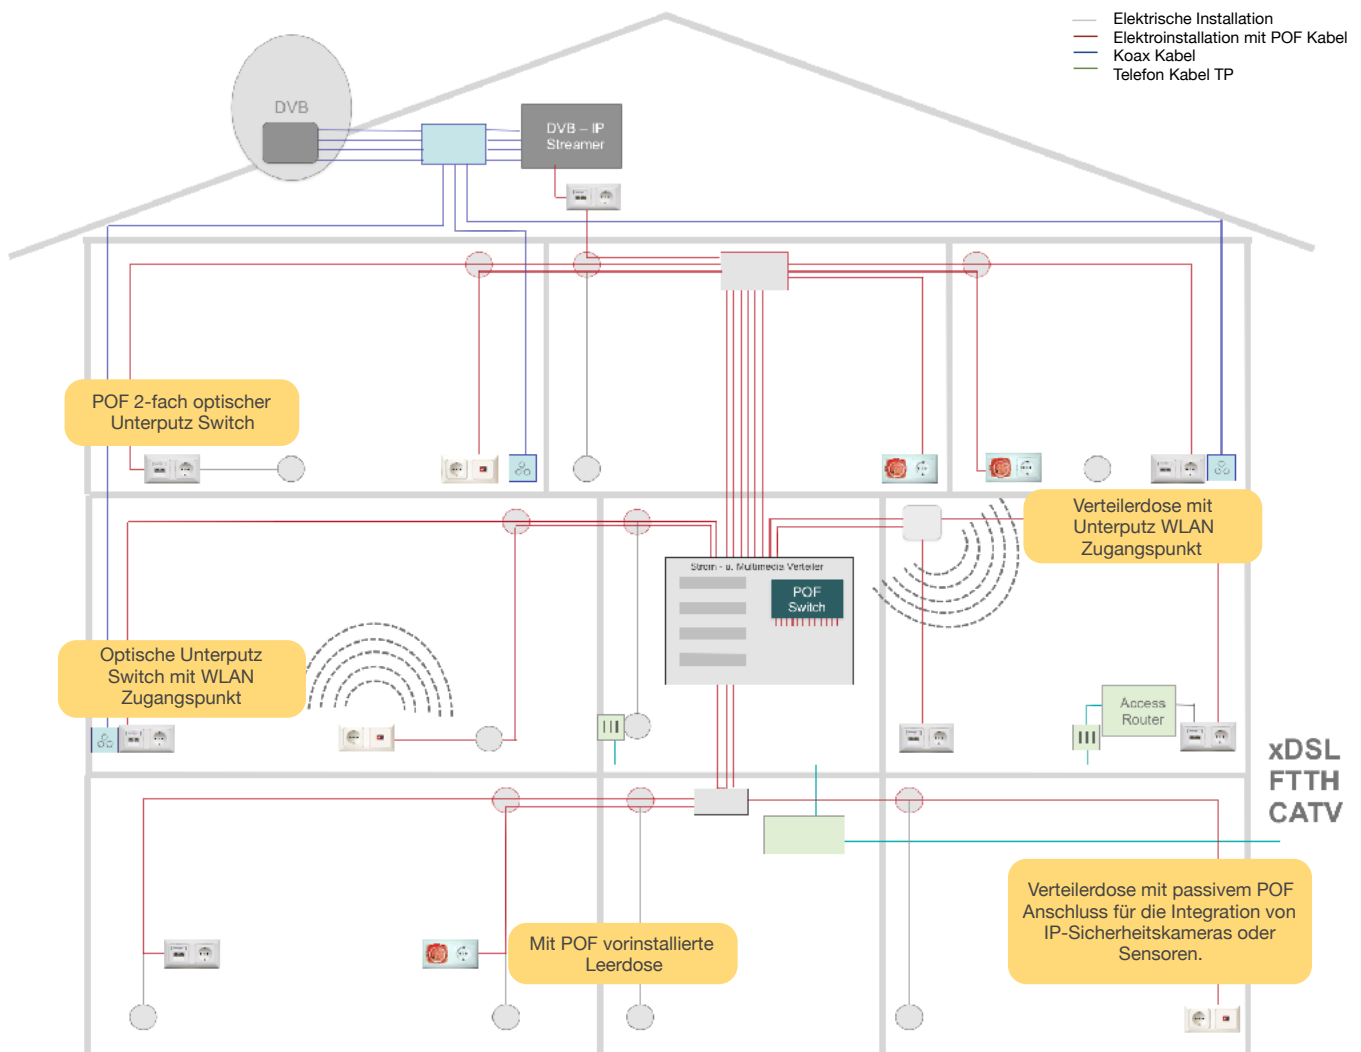 Elektrische Installation
Elektroinstallation mit POF Kabel
Koax Kabel
Telefon Kabel TP
DVB
DVB – IP
Streamer
POF 2-fach optischer
Unterputz Switch
Verteilerdose mit
Unterputz WLAN
Zugangspunkt
Strom - u. Multimedia Verteiler
POF
Switch
Optische Unterputz
Switch mit WLAN
Zugangspunkt
Access
Router
xDSL
FTTH
CATV
Verteilerdose mit passivem POF
Anschluss für die Integration von
IP-Sicherheitskameras oder
Sensoren.
Mit POF vorinstallierte
Leerdose